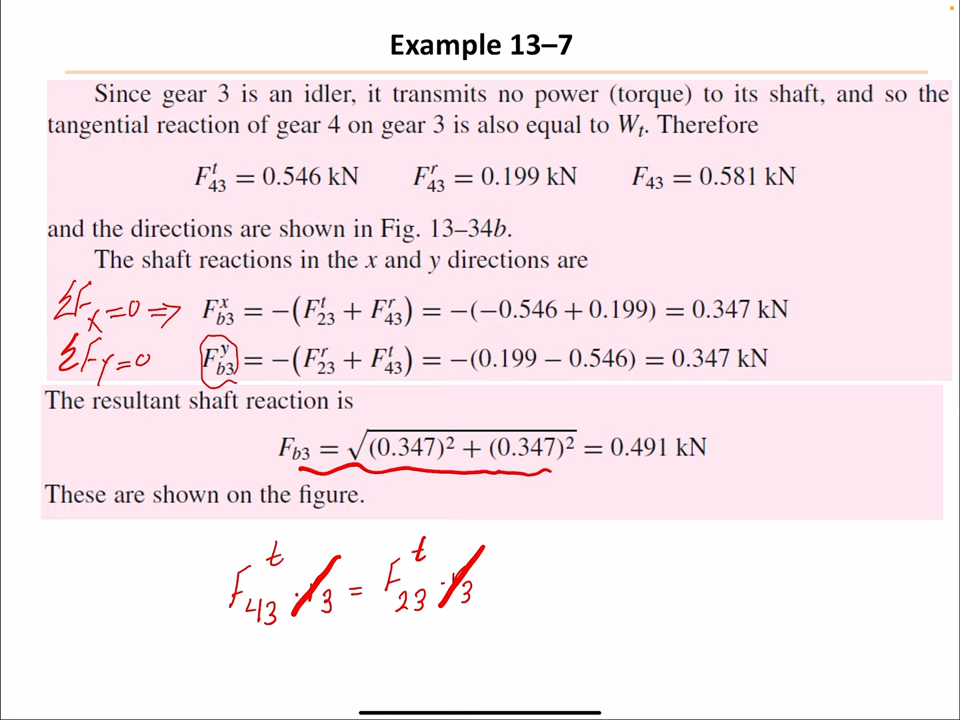 Example 13–7
Since gear 3 is an idler, it transmits no power (torque) to its shaft, and so the
tangential reaction of gear 4 on gear 3 is also equal to W_t. Therefore
F^t_43 = 0.546 kN F^r_43 = 0.199 kN F_43 = 0.581 kN
and the directions are shown in Fig. 13–34b.
The shaft reactions in the x and y directions are
ΣF_x=0 ⇒ F^x_b3 = −(F^t_23 + F^r_43) = −(−0.546 + 0.199) = 0.347 kN
ΣF_y=0 F^y_b3 = −(F^r_23 + F^t_43) = −(0.199 − 0.546) = 0.347 kN
The resultant shaft reaction is
F_b3 = √(0.347)² + (0.347)² = 0.491 kN
These are shown on the figure.
F^t_43 · r_3 = F^t_23 · r_3